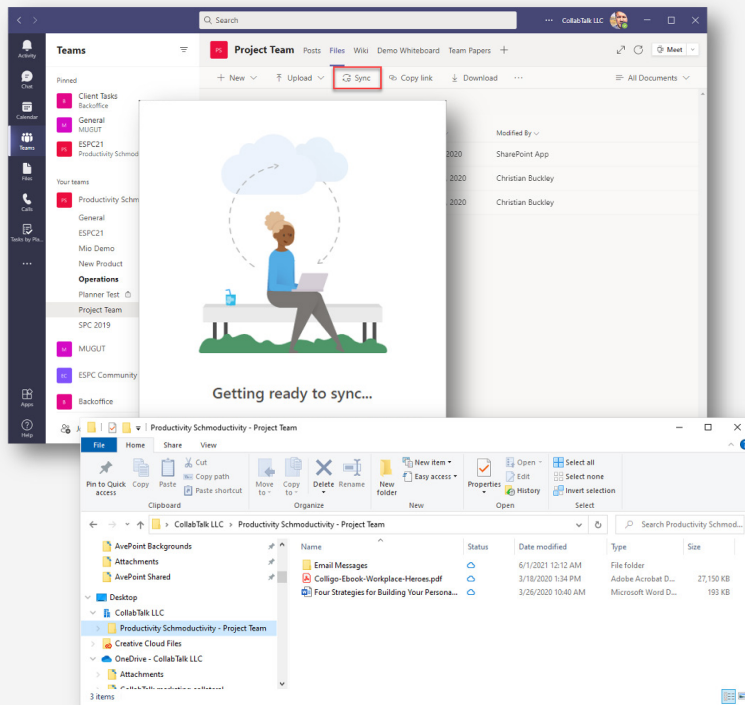 Search
CollabTalk LLC
Activity
Chat
Calendar
Teams
Files
Calls
Tasks by Pla...
Apps
Help
Teams
Pinned
Client Tasks
Backoffice
General
MUGUT
ESPC21
Productivity Schmod
Your teams
Productivity Schm
General
ESPC21
Mio Demo
New Product
Operations
Planner Test
Project Team
SPC 2019
MUGUT
ESPC Community
Backoffice
PS Project Team Posts Files Wiki Demo Whiteboard Team Papers + Meet
+ New Upload Sync Copy link Download ... All Documents
Modified By
2020 SharePoint App
2020 Christian Buckley
2020 Christian Buckley
Getting ready to sync...
Productivity Schmoductivity - Project Team
File Home Share View
Pin to Quick access
Copy
Paste
Cut
Copy path
Paste shortcut
Move to
Copy to
Delete
Rename
New folder
New item
Easy access
Properties
Open
Edit
History
Select all
Select none
Invert selection
Clipboard Organize New Open Select
CollabTalk LLC > Productivity Schmoductivity - Project Team
Search Productivity Schmod...
AvePoint Backgrounds
Attachments
AvePoint Shared
Desktop
CollabTalk LLC
Productivity Schmoductivity - Project Team
Creative Cloud Files
OneDrive - CollabTalk LLC
Attachments
Name Status Date modified Type Size
Email Messages 6/1/2021 12:12 AM File folder
Colligo-Ebook-Workplace-Heroes.pdf 3/18/2020 1:34 PM Adobe Acrobat D... 27,150 KB
Four Strategies for Building Your Persona... 3/26/2020 10:40 AM Microsoft Word D... 193 KB
3 items